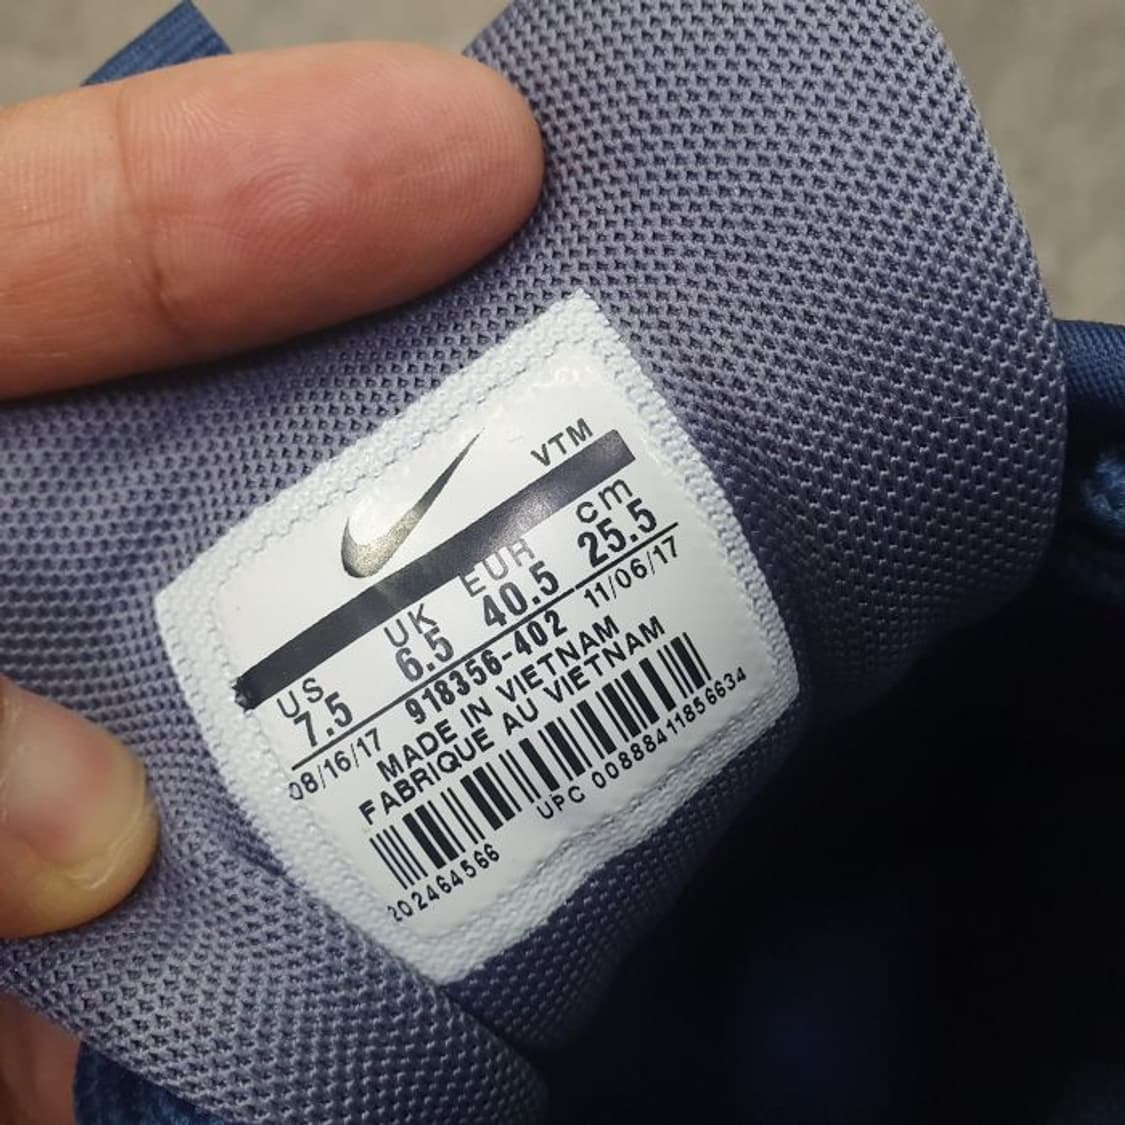 VTM
US UK EUR cm
7.5 6.5 40.5 25.5
08/16/17 918356-402 11/06/17
MADE IN VIETNAM
FABRIQUE AU VIETNAM
202464566 UPC 00888411856634